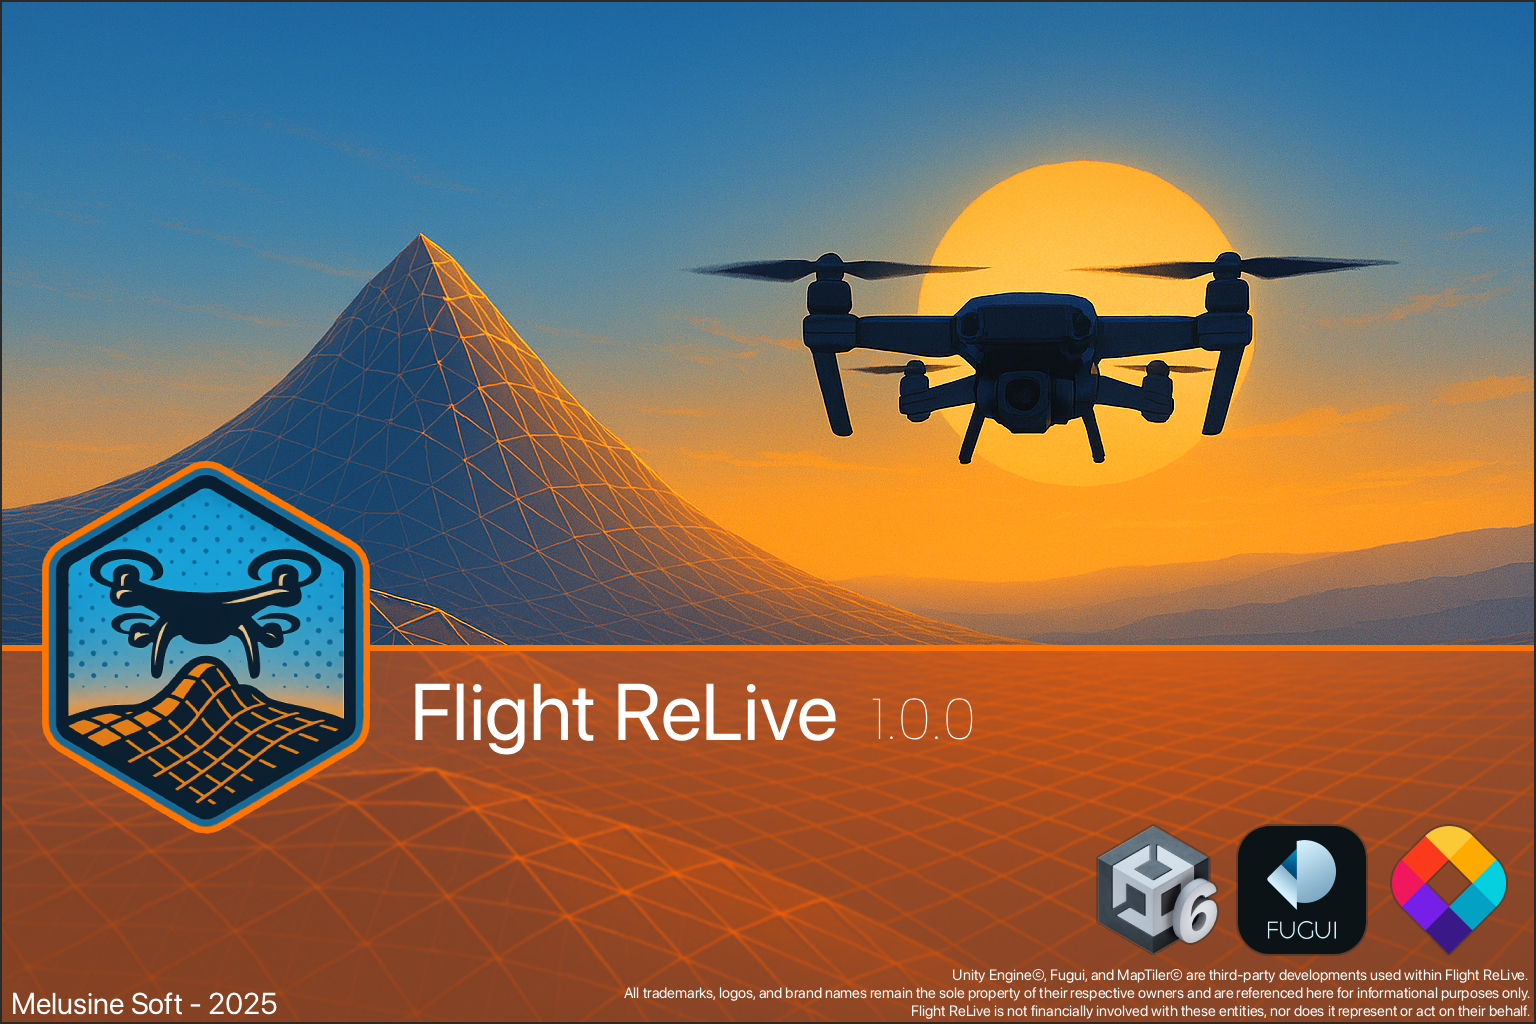 Flight ReLive 1.0.0
6
FUGUI
Unity Engine©, Fugui, and MapTiler© are third-party developments used within Flight ReLive.
All trademarks, logos, and brand names remain the sole property of their respective owners and are referenced here for informational purposes only.
Flight ReLive is not financially involved with these entities, nor does it represent or act on their behalf.
Melusine Soft - 2025